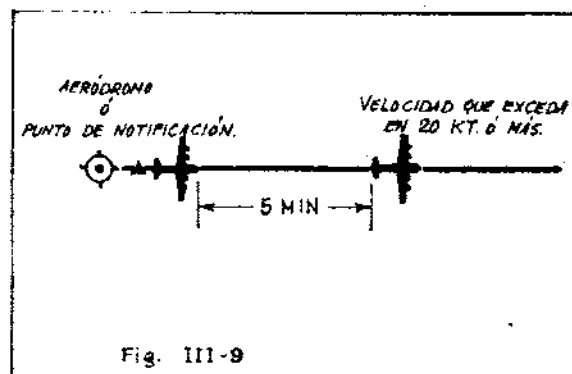 AERÓDROMO
Ó
PUNTO DE NOTIFICACIÓN.
VELOCIDAD QUE EXCEDA
EN 20 KT. Ó MÁS.
5 MIN
Fig. III-9